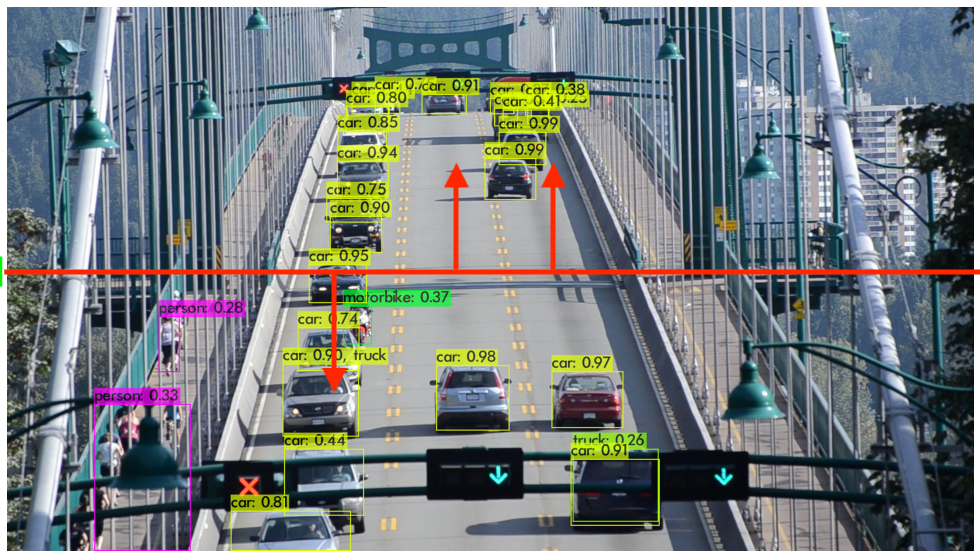 car: 0.91
car: 0.38
car: 0.80
car: 0.41
car: 0.85
car: 0.99
car: 0.94
car: 0.99
car: 0.75
car: 0.90
car: 0.95
motorbike: 0.37
person: 0.28
car: 0.74
car: 0.90, truck
car: 0.98
car: 0.97
person: 0.33
car: 0.44
truck: 0.26
car: 0.91
car: 0.81